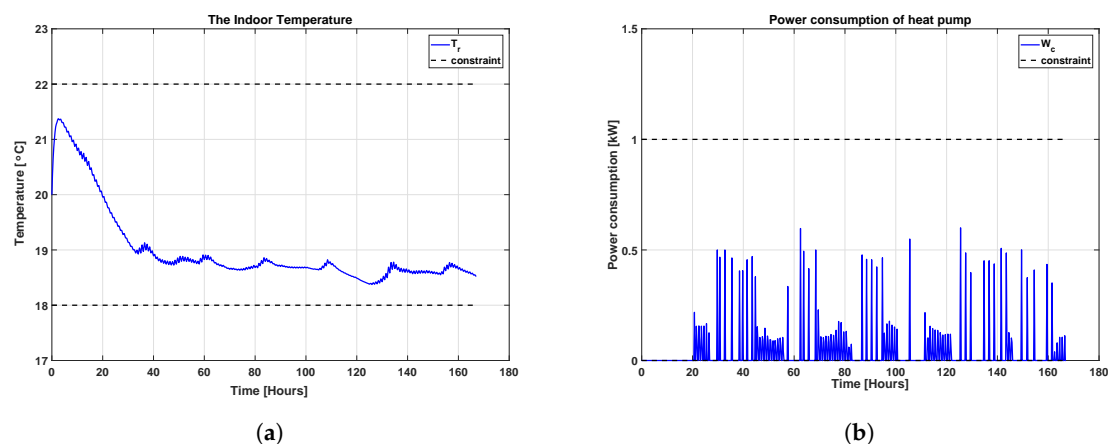 The Indoor Temperature
T_r
constraint
23
22
21
20
19
18
17
Temperature [°C]
0 20 40 60 80 100 120 140 160 180
Time [Hours]
(a)
Power consumption of heat pump
W_c
constraint
1.5
1
0.5
0
Power consumption [kW]
0 20 40 60 80 100 120 140 160 180
Time [Hours]
(b)